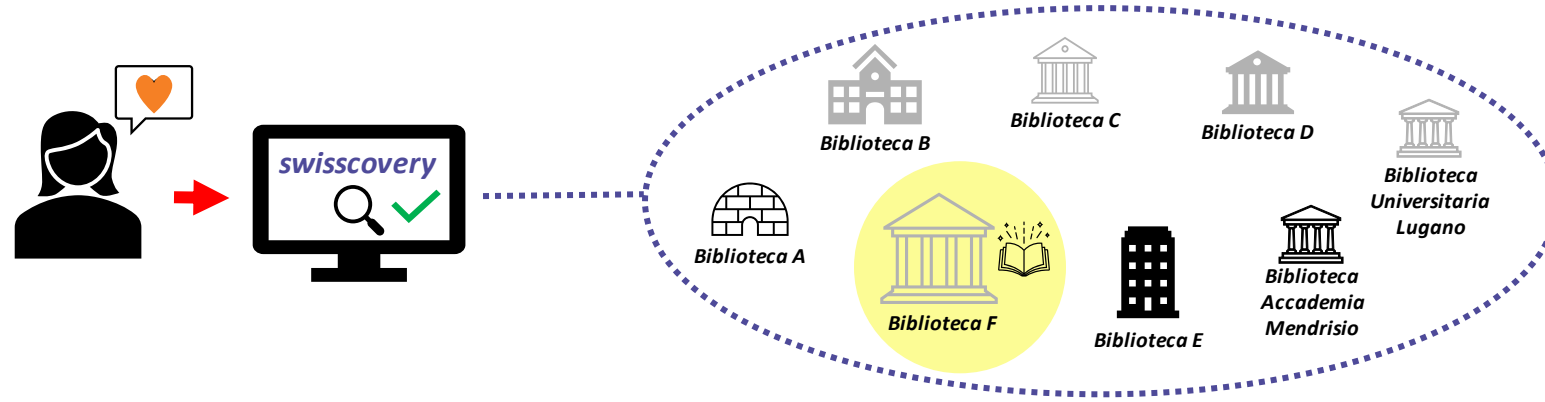 swisscovery
Biblioteca B
Biblioteca C
Biblioteca D
Biblioteca
Universitaria
Lugano
Biblioteca A
Biblioteca F
Biblioteca E
Biblioteca
Accademia
Mendrisio